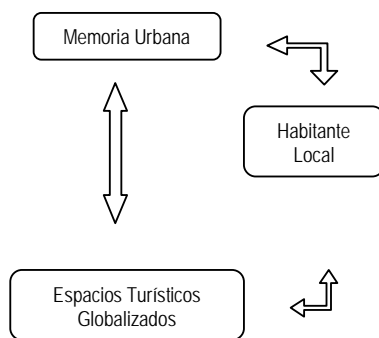 Memoria Urbana
Habitante
Local
Espacios Turísticos
Globalizados